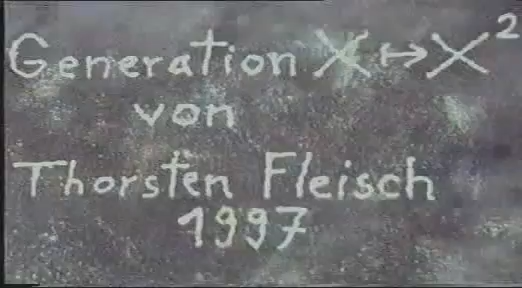 Generation X ↦ X²
von
Thorsten Fleisch
1997